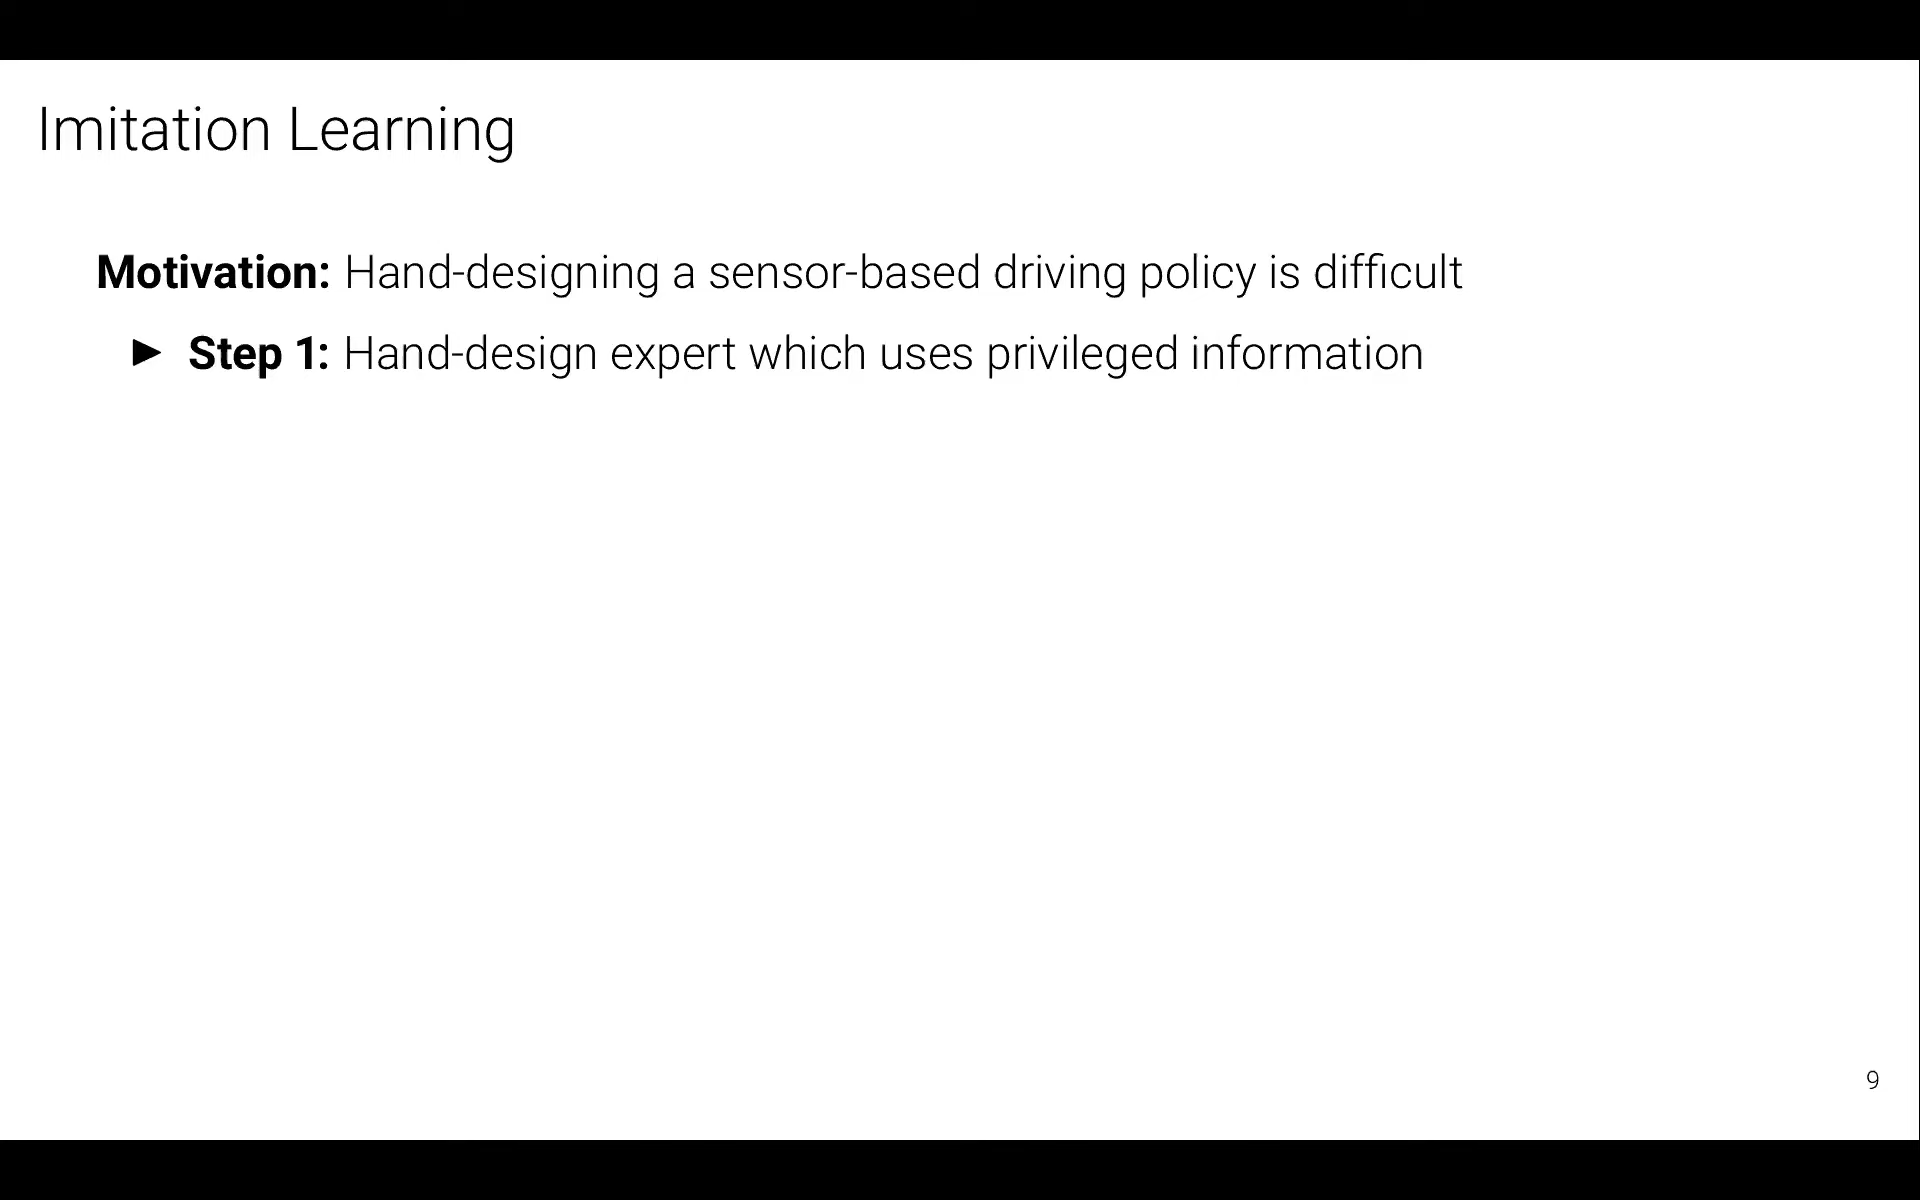 Imitation Learning
Motivation: Hand-designing a sensor-based driving policy is difficult
► Step 1: Hand-design expert which uses privileged information
9